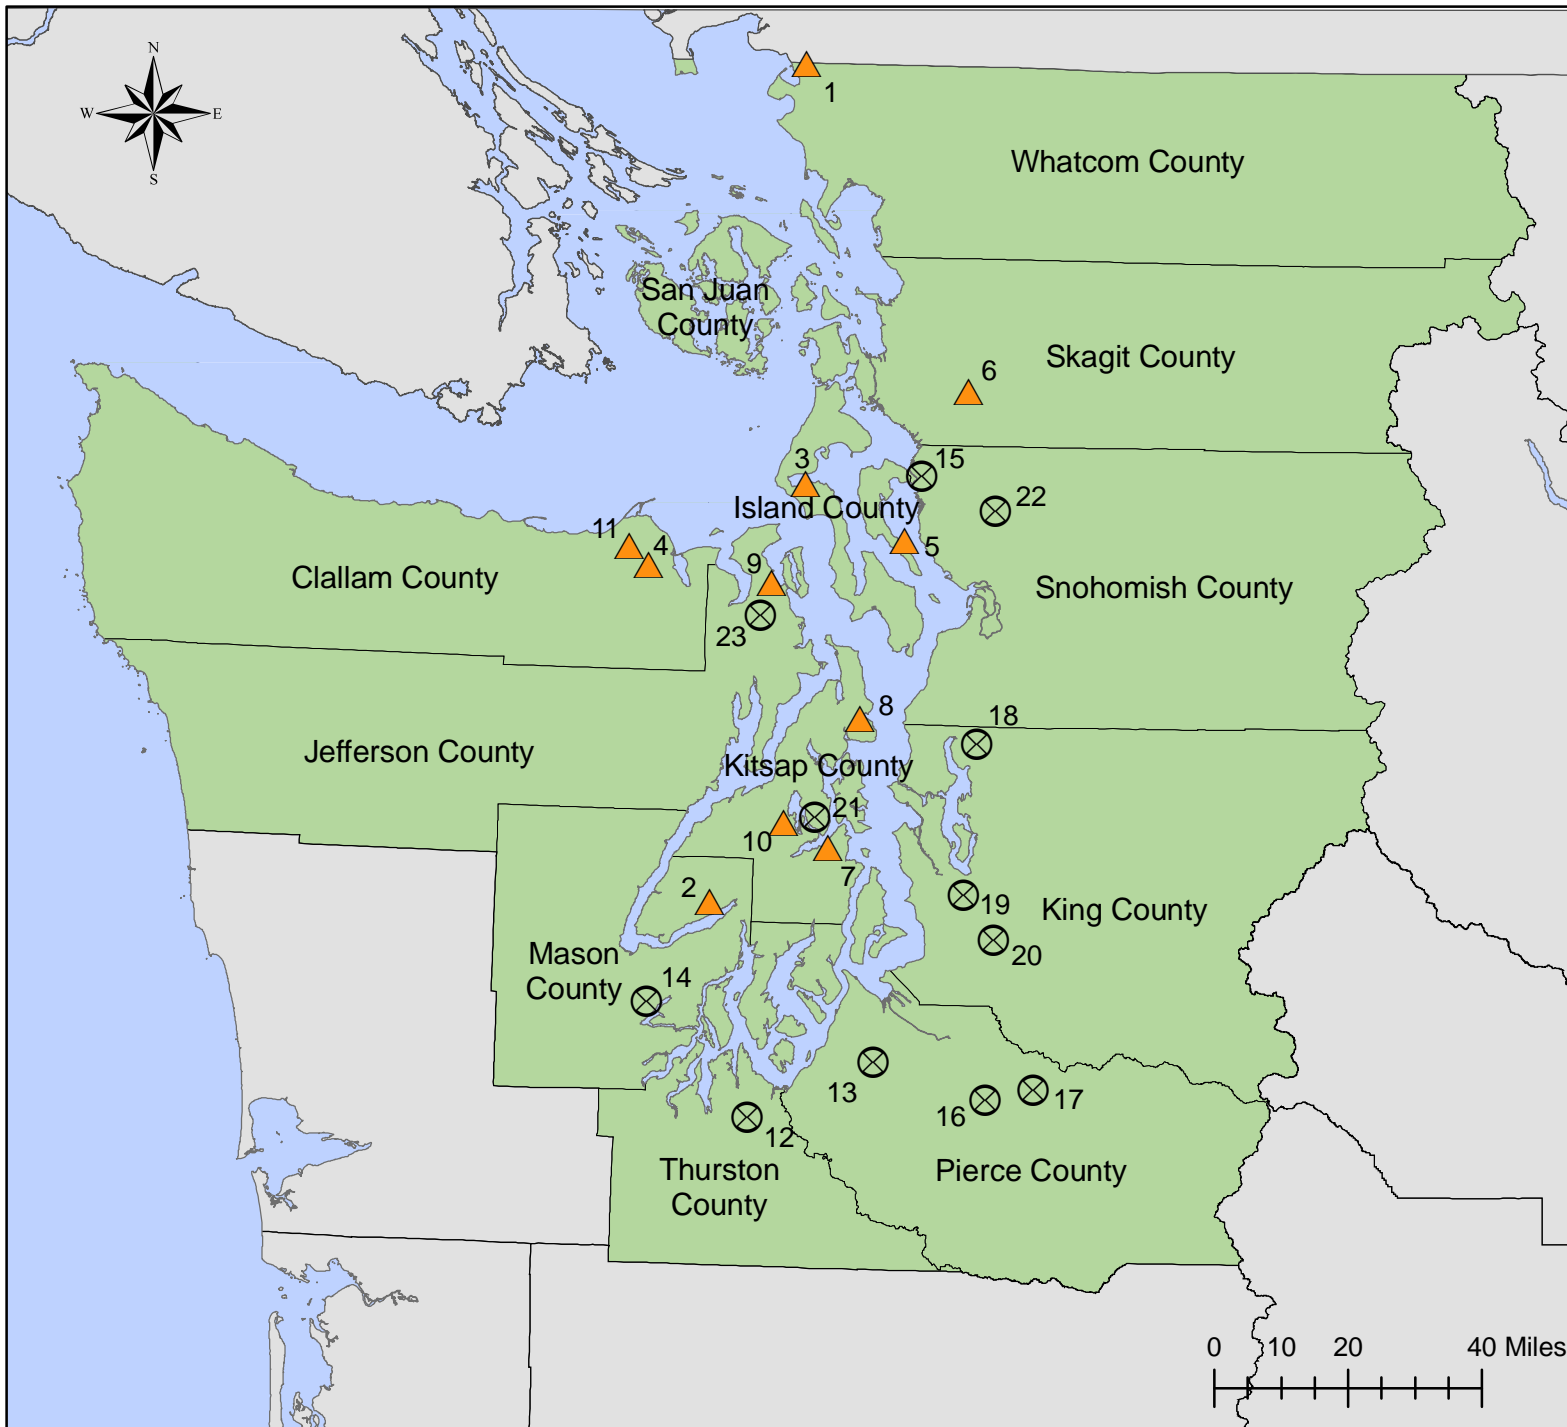 N
W
E
S
1
Whatcom County
San Juan
County
Skagit County
6
3
15
Island County
22
11
4
5
9
Clallam County
Snohomish County
23
8
18
Jefferson County
Kitsap County
21
10
7
2
19
King County
20
Mason
County
14
13
16
17
12
Thurston
County
Pierce County
0 10 20 40 Miles